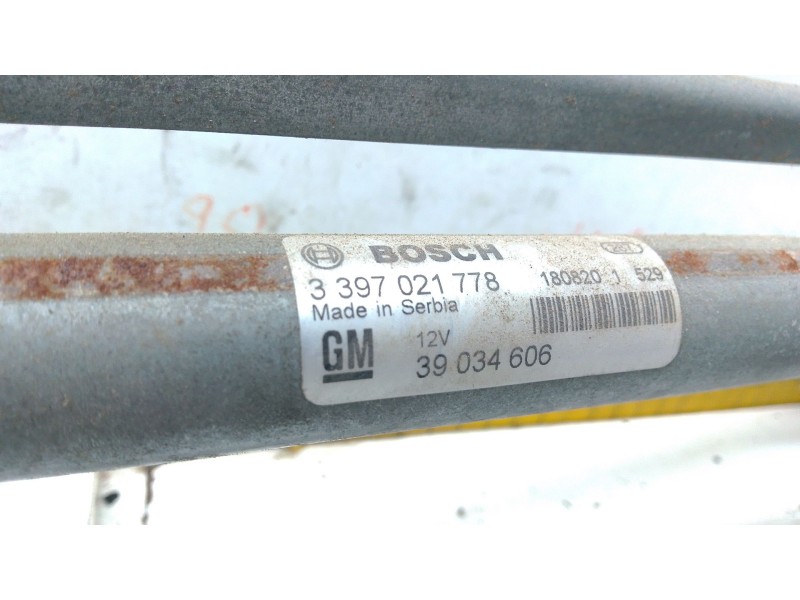 BOSCH
3 397 021 778
180820 1 529
Made in Serbia
GM
12V
39 034 606